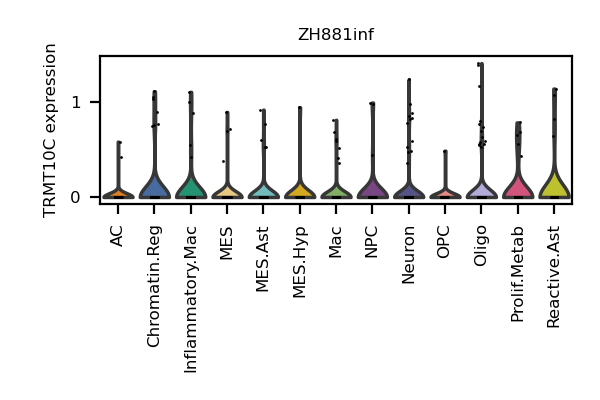 ZH881inf
TRMT10C expression
1
0
AC
Chromatin.Reg
Inflammatory.Mac
MES
MES.Ast
MES.Hyp
Mac
NPC
Neuron
OPC
Oligo
Prolif.Metab
Reactive.Ast